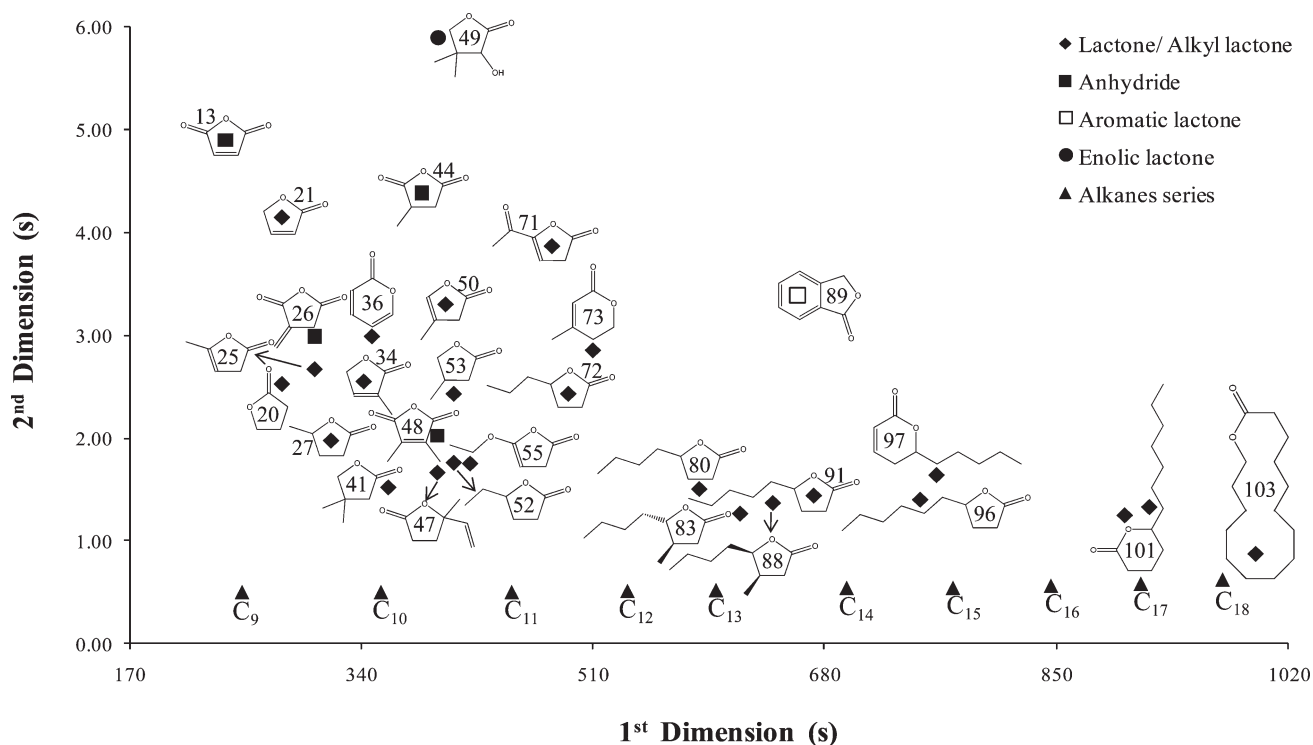 6.00
5.00
4.00
3.00
2.00
1.00
0.00
2nd Dimension (s)
170
340
510
680
850
1020
1st Dimension (s)
Lactone/ Alkyl lactone
Anhydride
Aromatic lactone
Enolic lactone
Alkanes series
49
O
O
OH
13
O
O
O
21
O
O
44
O
O
O
71
O
O
O
26
O
O
O
36
O
O
50
O
O
73
O
O
89
O
O
25
O
O
34
O
O
53
O
O
72
O
O
20
O
O
27
O
O
48
O
O
O
55
O
O
O
80
O
O
97
O
O
41
O
O
47
O
O
52
O
O
91
O
O
96
O
O
83
O
O
88
O
O
101
O
O
103
O
O
C9
C10
C11
C12
C13
C14
C15
C16
C17
C18